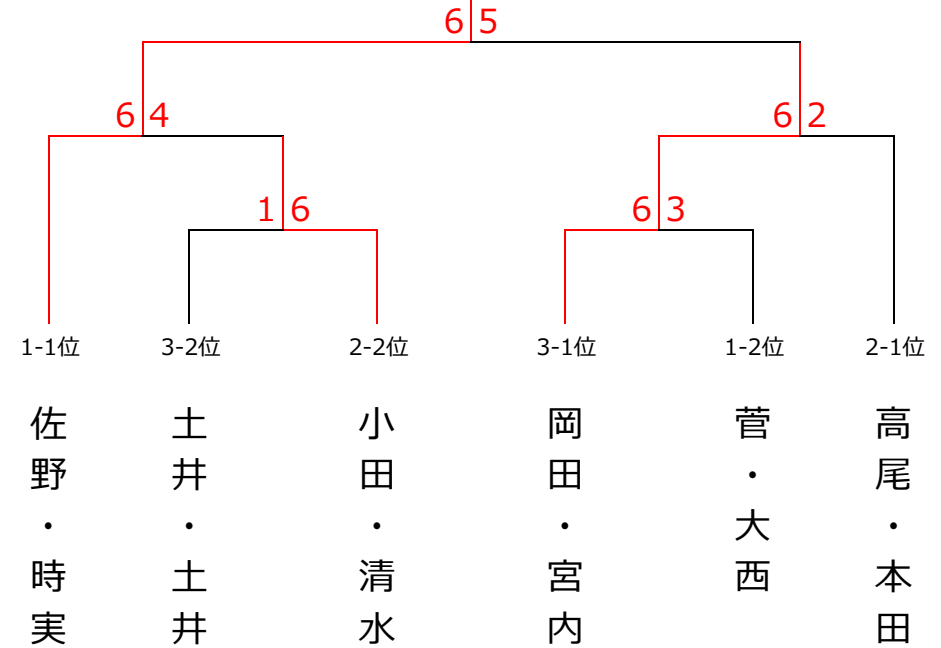 6 5
6 4
6 2
1 6
6 3
1-1位
3-2位
2-2位
3-1位
1-2位
2-1位
佐野・時実
土井・土井
小田・清水
岡田・宮内
菅・大西
高尾・本田